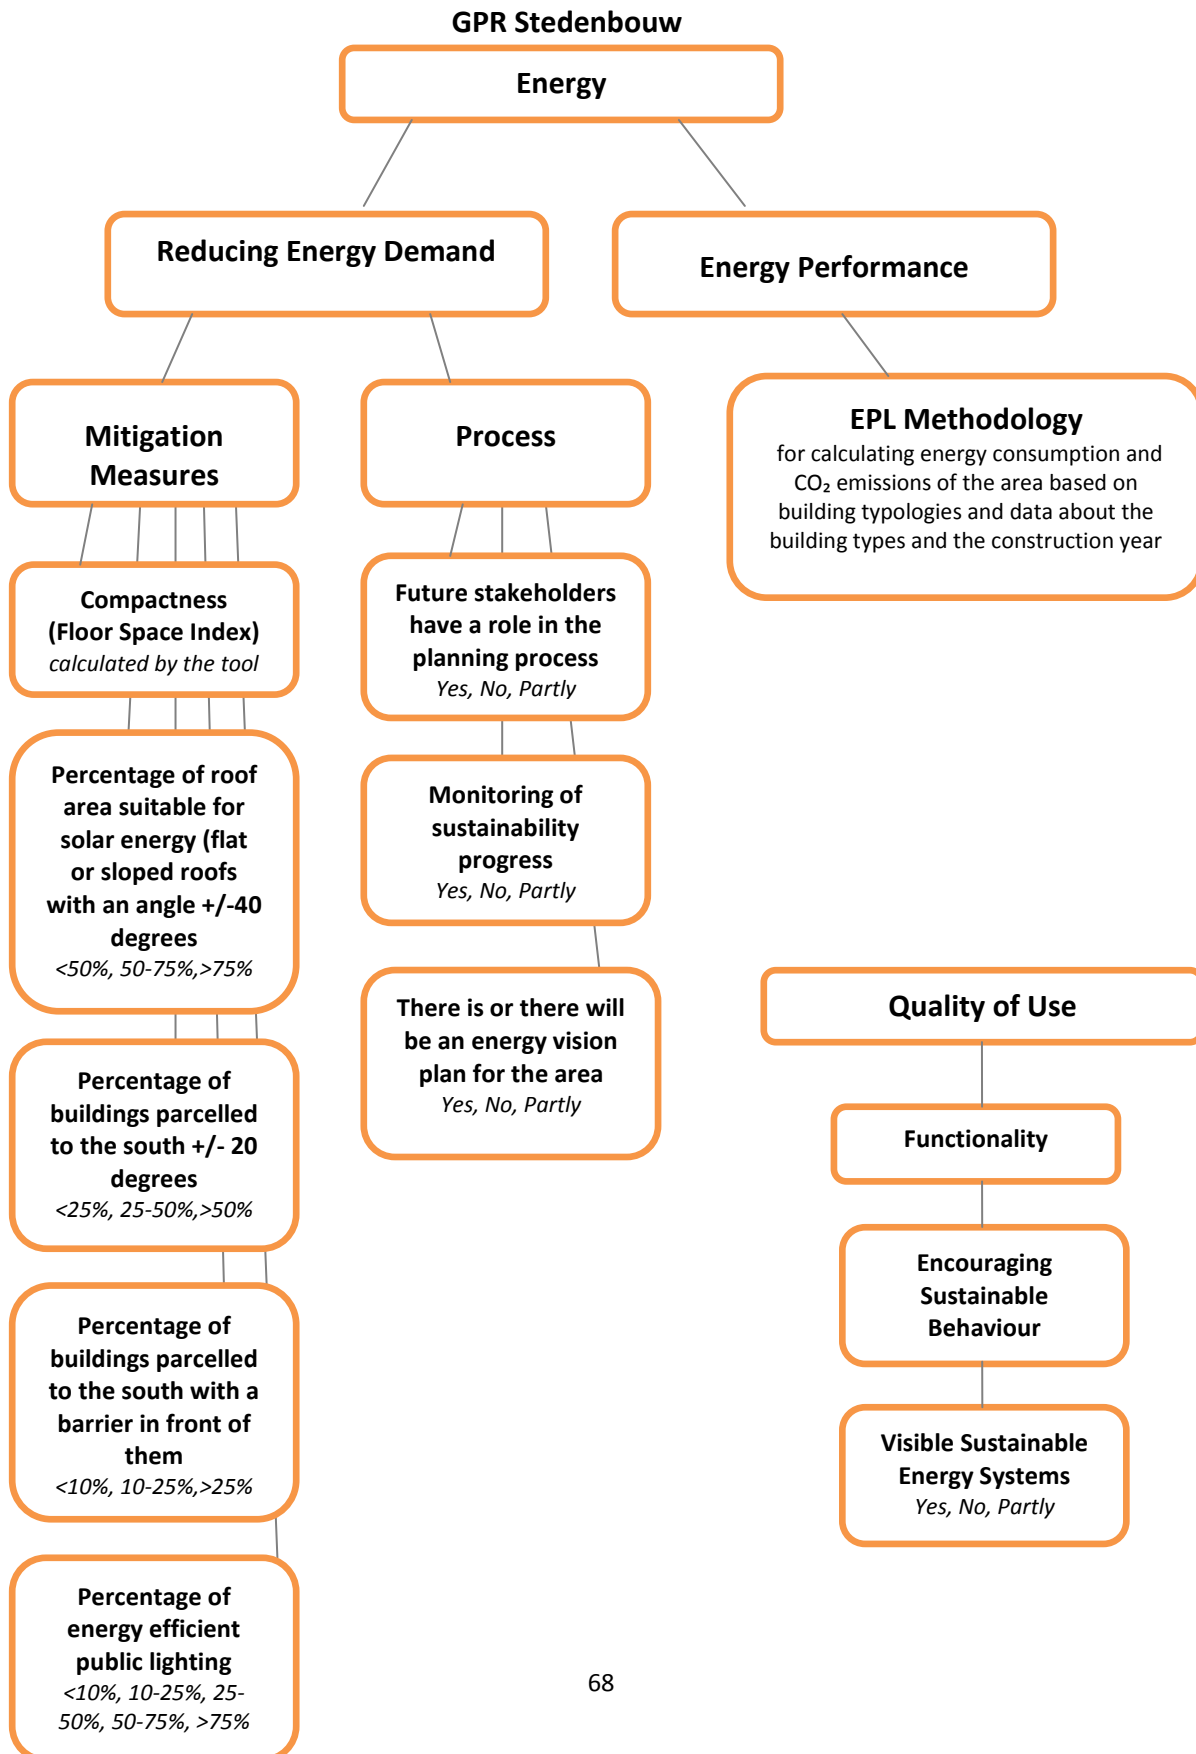 GPR Stedenbouw
Energy
Reducing Energy Demand
Energy Performance
Mitigation
Measures
Process
EPL Methodology
for calculating energy consumption and
CO₂ emissions of the area based on
building typologies and data about the
building types and the construction year
Compactness
(Floor Space Index)
calculated by the tool
Percentage of roof
area suitable for
solar energy (flat
or sloped roofs
with an angle +/-40
degrees
<50%, 50-75%,>75%
Percentage of
buildings parcelled
to the south +/- 20
degrees
<25%, 25-50%,>50%
Percentage of
buildings parcelled
to the south with a
barrier in front of
them
<10%, 10-25%,>25%
Percentage of
energy efficient
public lighting
<10%, 10-25%, 25-
50%, 50-75%, >75%
Future stakeholders
have a role in the
planning process
Yes, No, Partly
Monitoring of
sustainability
progress
Yes, No, Partly
There is or there will
be an energy vision
plan for the area
Yes, No, Partly
Quality of Use
Functionality
Encouraging
Sustainable
Behaviour
Visible Sustainable
Energy Systems
Yes, No, Partly
68